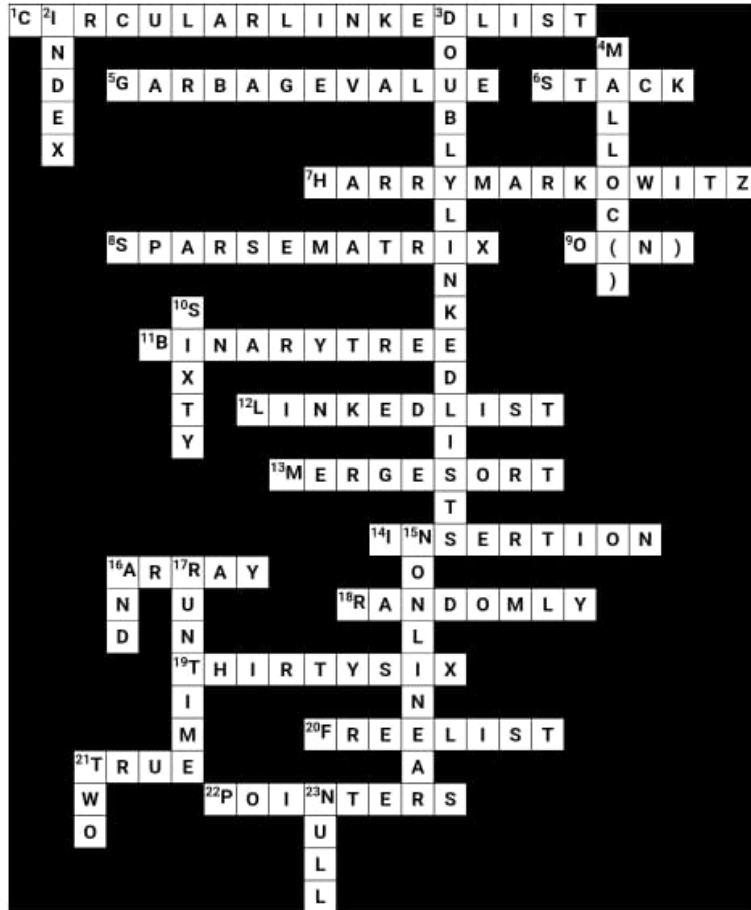 1C 2I R C U L A R L I N K E 3D L I S T
N O 4M
D 5G A R B A G E V A L U E 6S T A C K
E B L
X L L
7H A R R Y M A R K O W I T Z
L C
8S P A R S E M A T R I X 9O ( N )
N )
10S K
11B I N A R Y T R E E
X D
T 12L I N K E D L I S T
Y I
13M E R G E S O R T
T
14I 15N S E R T I O N
16A R 17R A Y O
N U 18R A N D O M L Y
D N L
19T H I R T Y S I X
I N
M 20F R E E L I S T
21T R U E A
W 22P O I 23N T E R S
O U
L
L